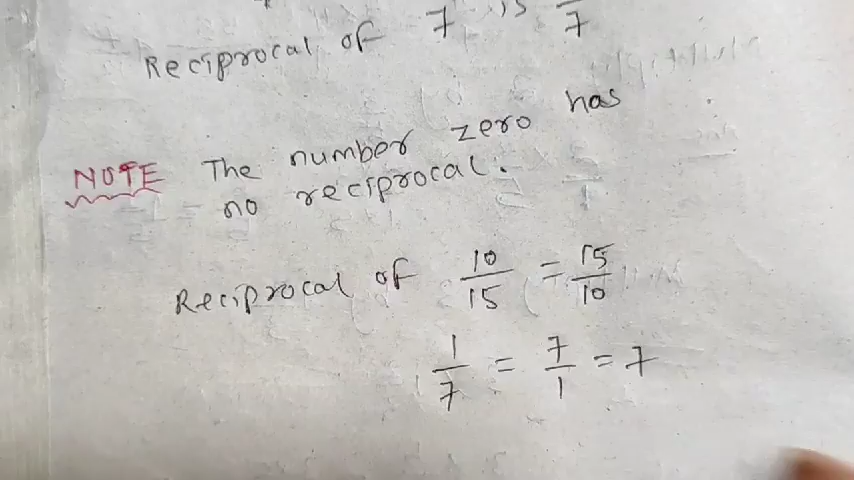 Reciprocal of 7 is /7
NOTE The number zero has
no reciprocal.
Reciprocal of 10/15 = 15/10
1/7 = 7/1 = 7